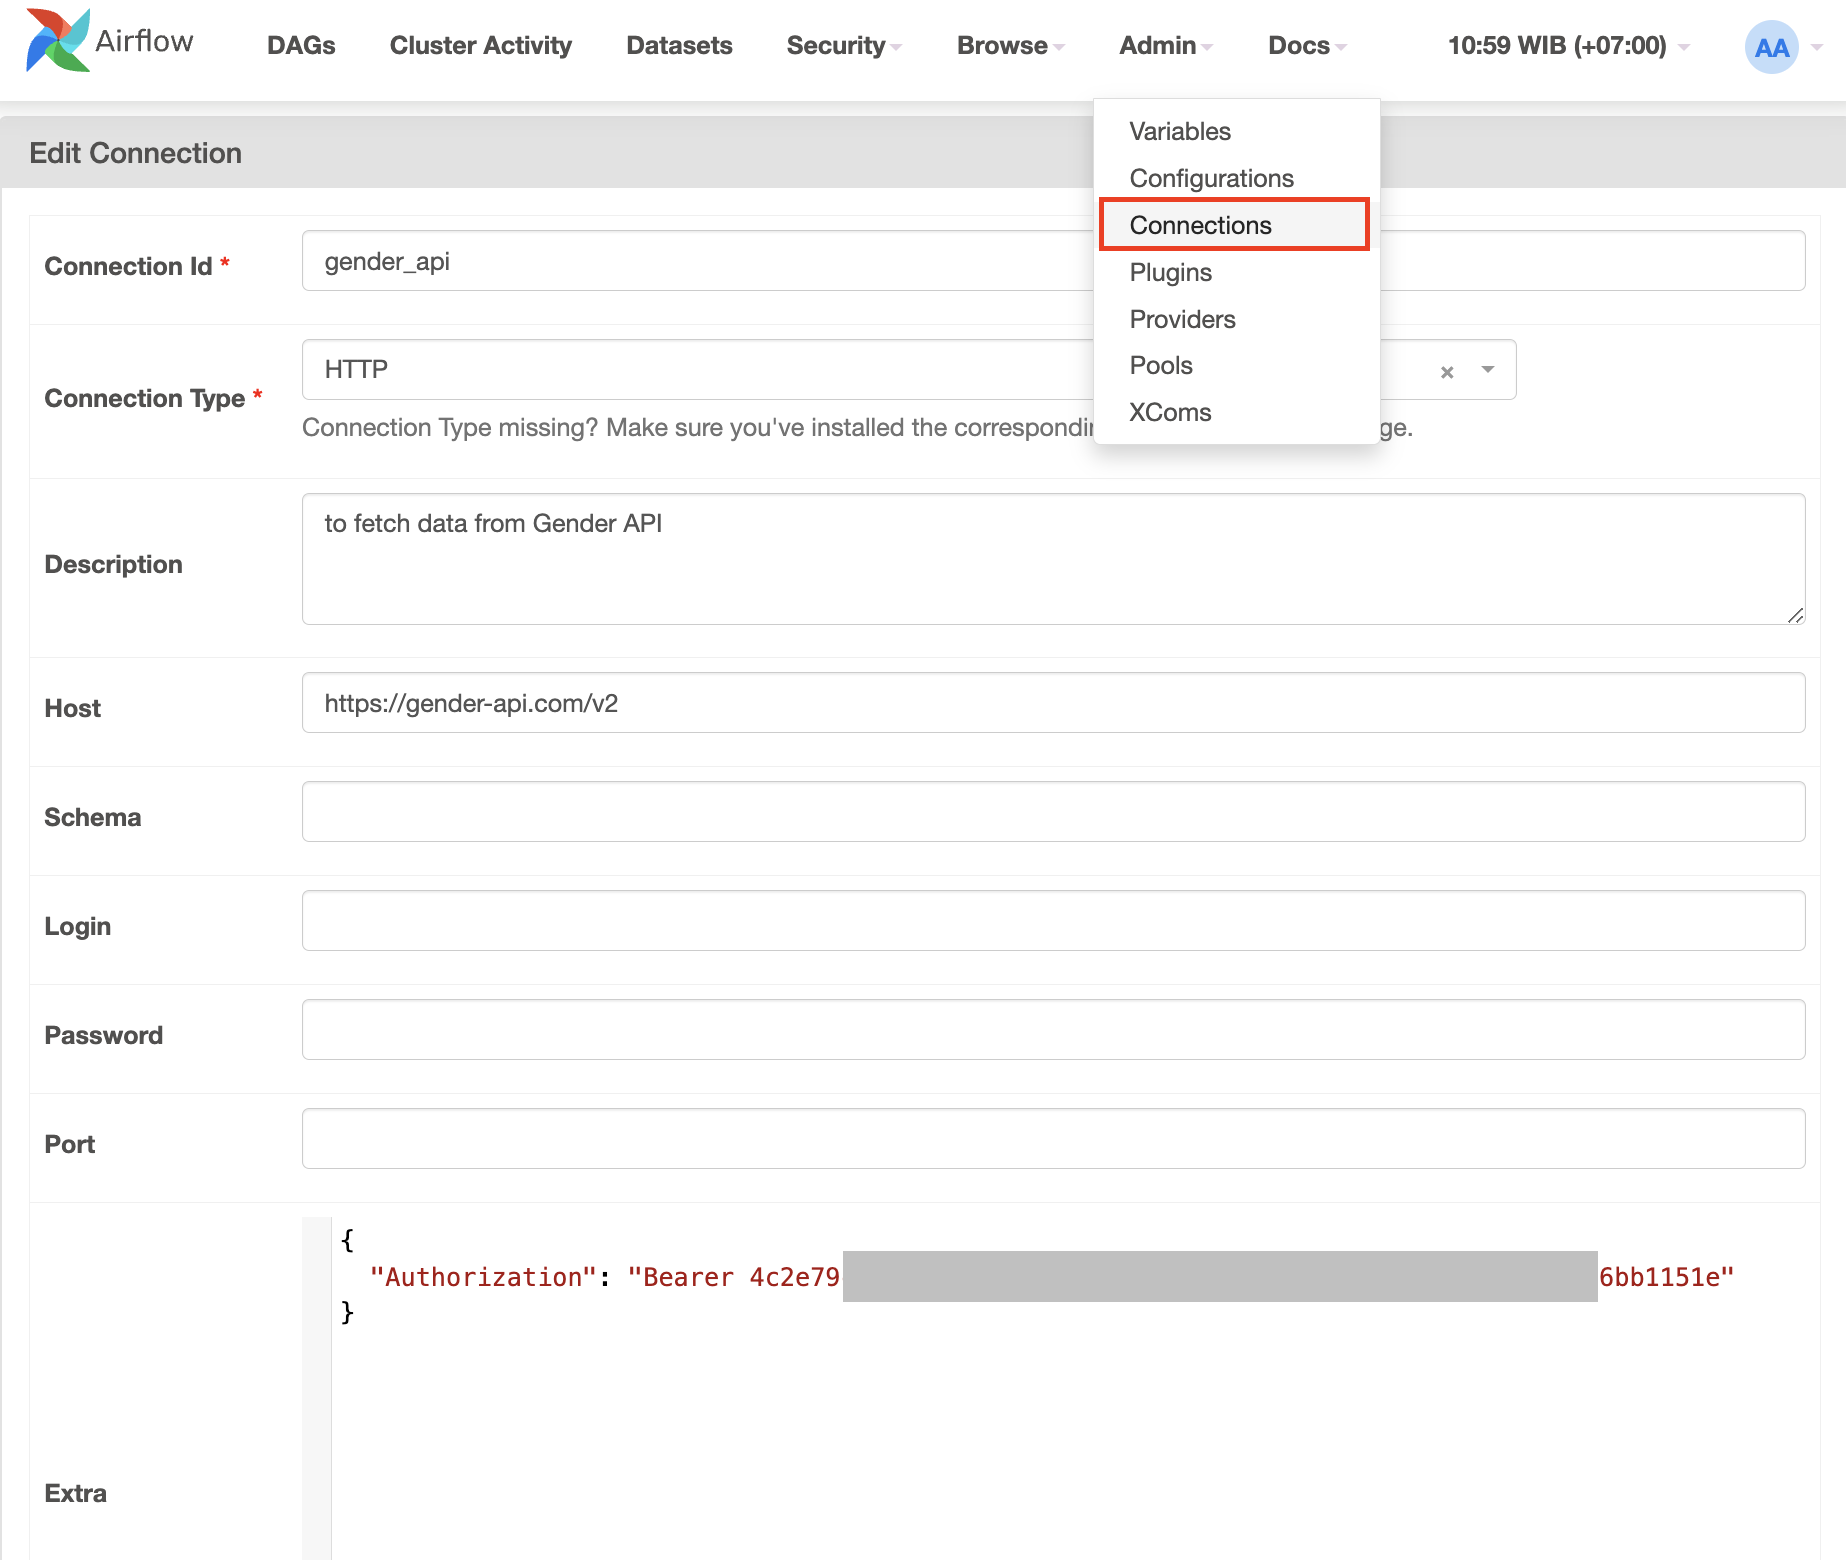 Airflow DAGs Cluster Activity Datasets Security Browse Admin Docs 10:59 WIB (+07:00) AA
Variables
Configurations
Connections
Plugins
Providers
Pools
XComs
Edit Connection
Connection Id * gender_api
Connection Type * HTTP ×
Connection Type missing? Make sure you've installed the ge.
Description to fetch data from Gender API
Host https://gender-api.com/v2
Schema
Login
Password
Port
Extra
{
"Authorization": "Bearer 4c2e79 6bb1151e"
}